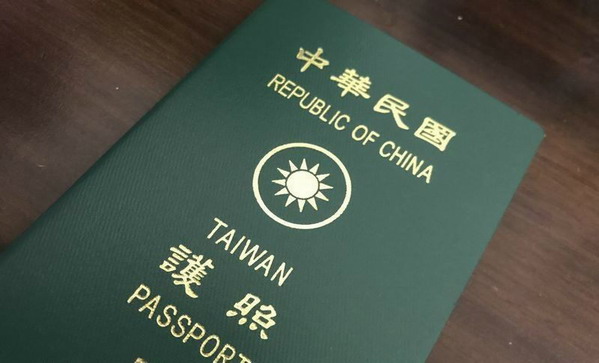 中華民國
REPUBLIC OF CHINA
TAIWAN
護照
PASSPORT